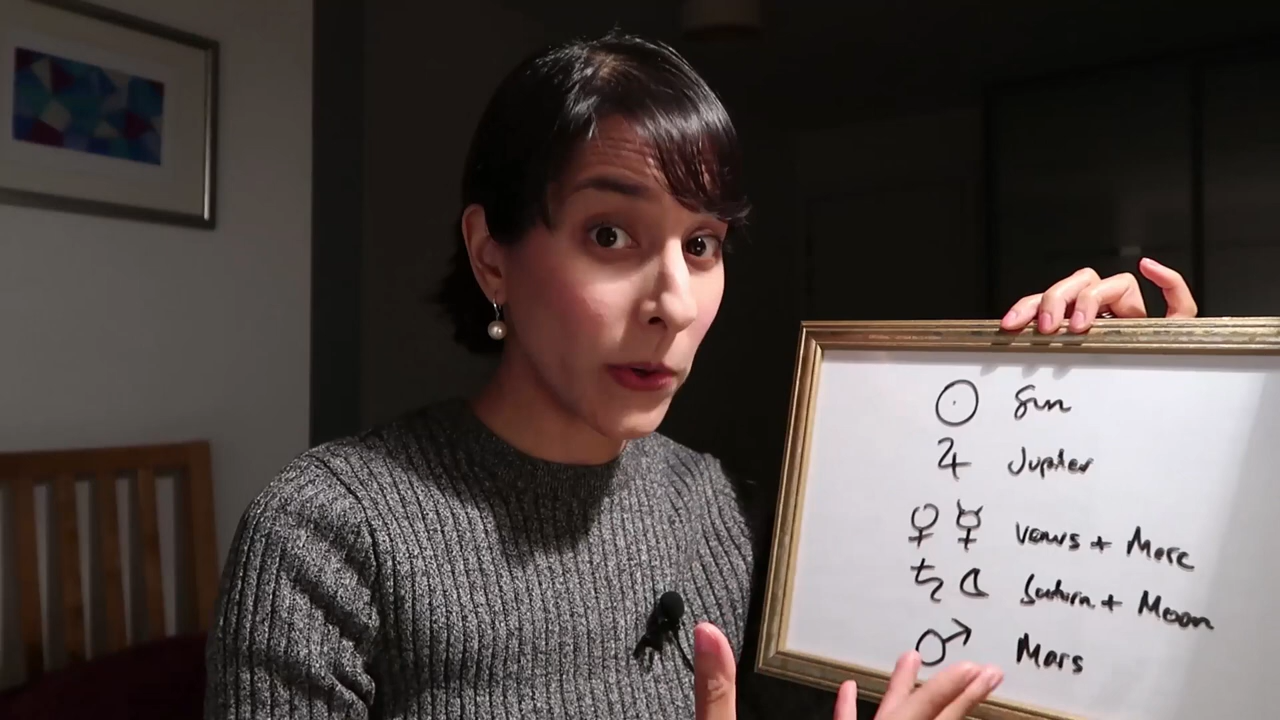 ☉ Sun
♃ Jupiter
♀ ☿ Venus + Merc
♄ ☾ Saturn + Moon
♂ Mars